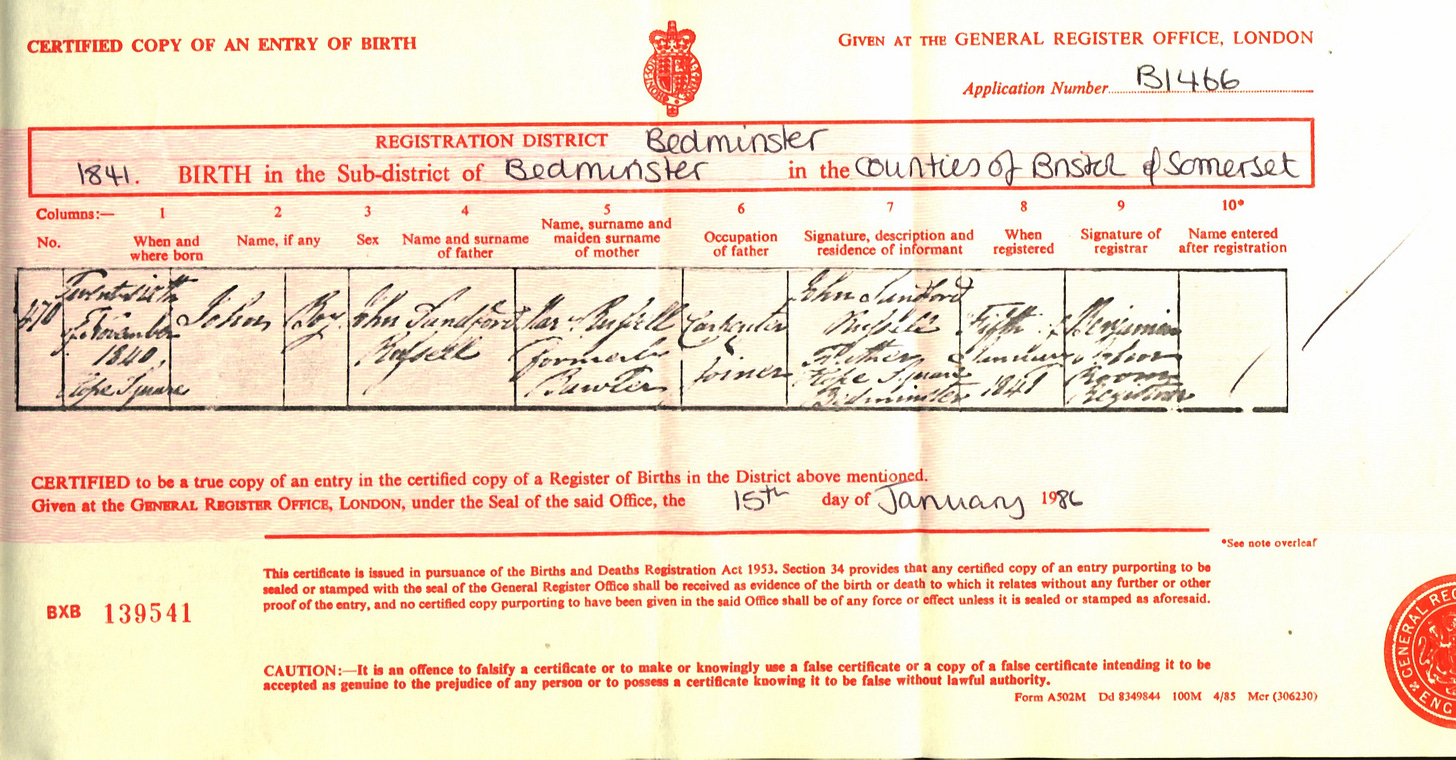 CERTIFIED COPY OF AN ENTRY OF BIRTH
GIVEN AT THE GENERAL REGISTER OFFICE, LONDON
Application Number B1466
REGISTRATION DISTRICT Bedminster
1841. BIRTH in the Sub-district of Bedminster in the Counties of Bristol & Somerset
Columns:— 1 2 3 4 5 6 7 8 9 10*
No.
When and
where born
Name, if any
Sex
Name and surname
of father
Name, surname and
maiden surname
of mother
Occupation
of father
Signature, description and
residence of informant
When
registered
Signature of
registrar
Name entered
after registration
470
Twenty sixth
of November
1840
Hope Square
John
Boy
John Sandford
Russell
Russell
formerly
Carpenter
Joiner
John Sandford
Russell
Father
Hope Square
Bedminster
Fifth of
January
1841
Benjamin
Registrar
CERTIFIED to be a true copy of an entry in the certified copy of a Register of Births in the District above mentioned.
Given at the GENERAL REGISTER OFFICE, LONDON, under the Seal of the said Office, the 15th day of January 1986
*See note overleaf
This certificate is issued in pursuance of the Births and Deaths Registration Act 1953. Section 34 provides that any certified copy of an entry purporting to be
sealed or stamped with the seal of the General Register Office shall be received as evidence of the birth or death to which it relates without any further or other
proof of the entry, and no certified copy purporting to have been given in the said Office shall be of any force or effect unless it is sealed or stamped as aforesaid.
BXB 139541
CAUTION:—It is an offence to falsify a certificate or to make or knowingly use a false certificate or a copy of a false certificate intending it to be
accepted as genuine to the prejudice of any person or to possess a certificate knowing it to be false without lawful authority.
Form A502M Dd 8349844 100M 4/85 Mcr (306230)
GENERAL REG
ENG